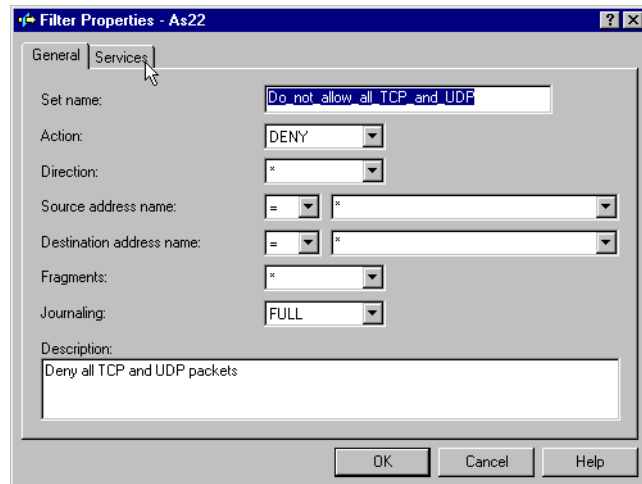 Filter Properties - As22
General Services
Set name: Do_not_allow_all_TCP_and_UDP
Action: DENY
Direction: *
Source address name: = *
Destination address name: = *
Fragments: *
Journaling: FULL
Description:
Deny all TCP and UDP packets
OK Cancel Help